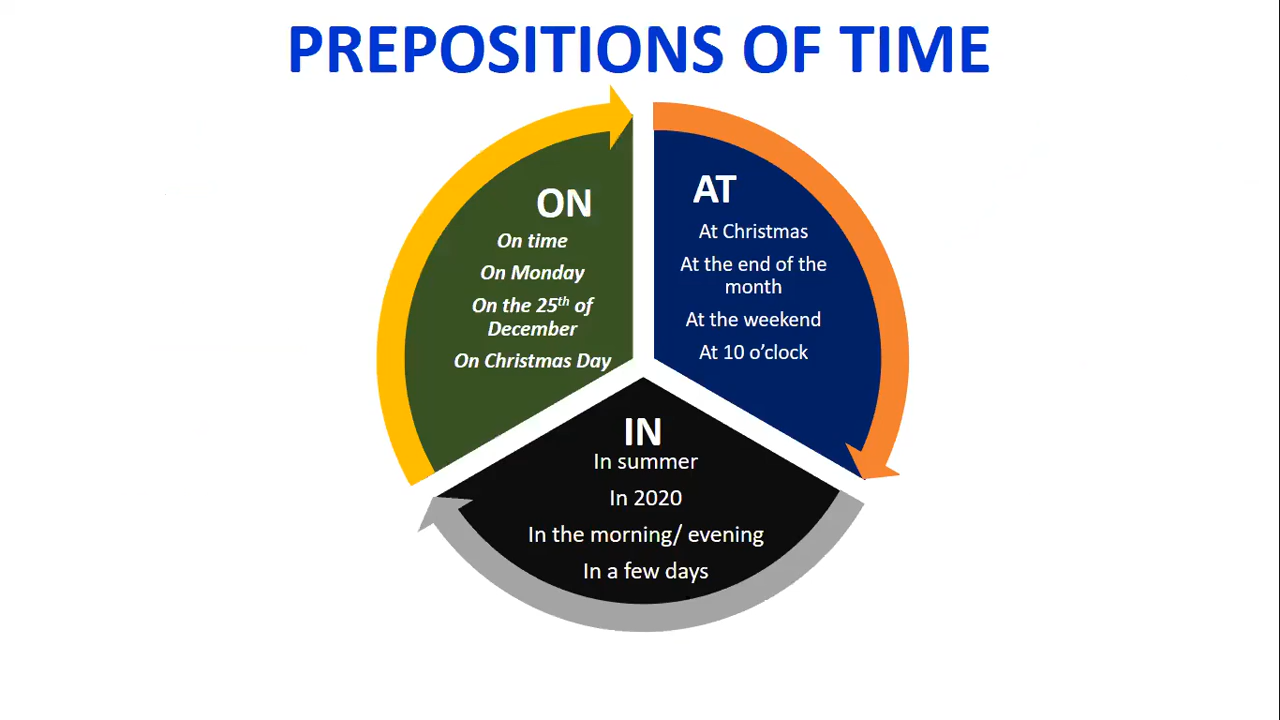 PREPOSITIONS OF TIME
ON
On time
On Monday
On the 25th of
December
On Christmas Day
AT
At Christmas
At the end of the
month
At the weekend
At 10 o’clock
IN
In summer
In 2020
In the morning/ evening
In a few days